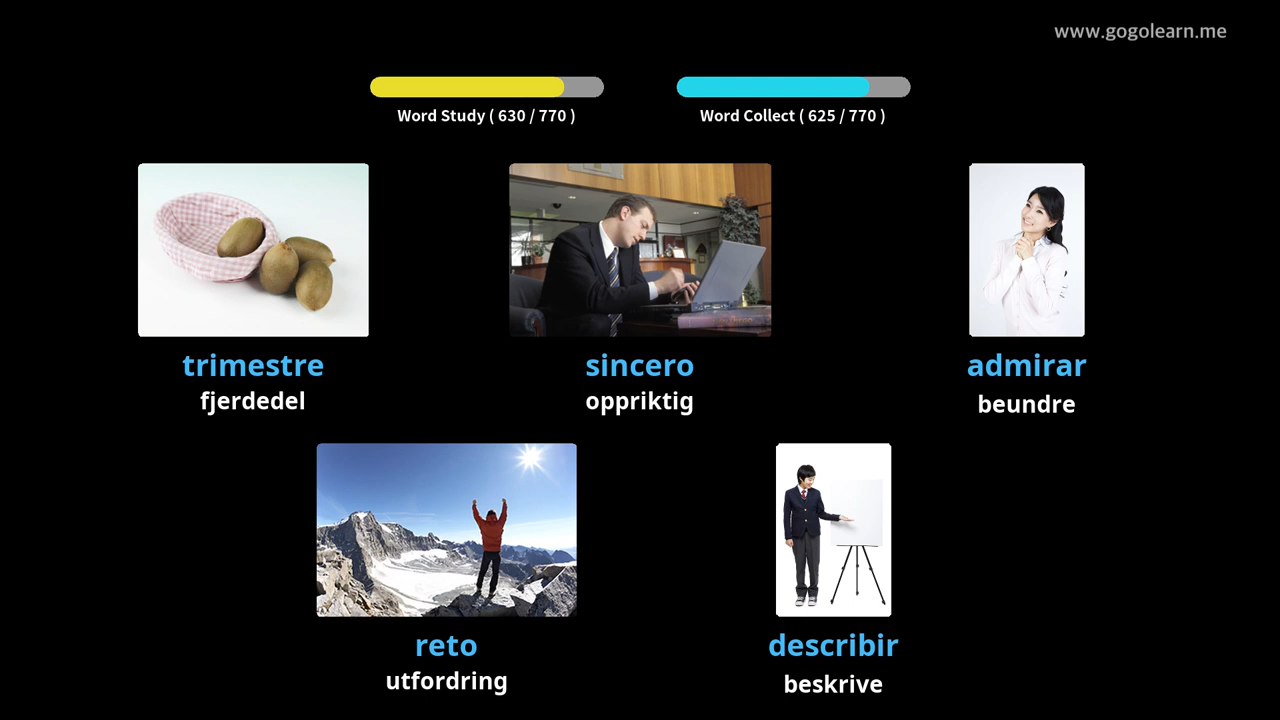 www.gogolearn.me
Word Study ( 630 / 770 )
Word Collect ( 625 / 770 )
trimestre
fjerdedel
sincero
oppriktig
admirar
beundre
reto
utfordring
describir
beskrive